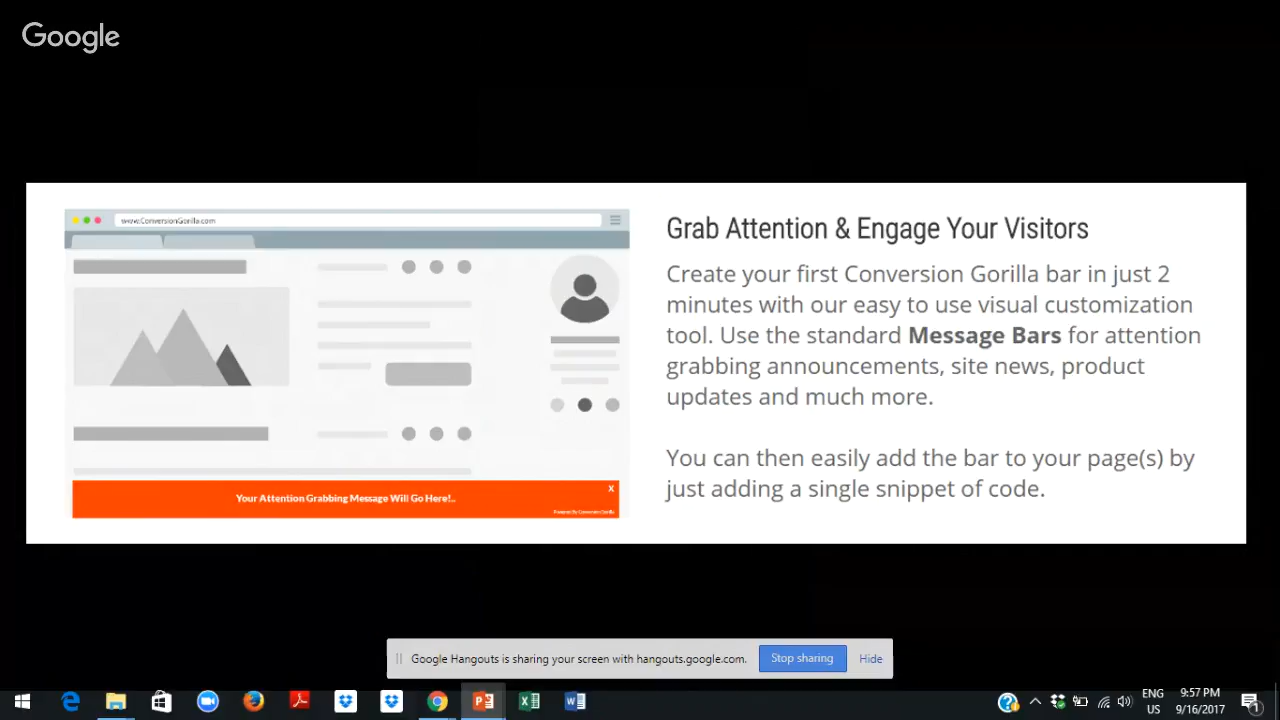 Google
www.ConversionGorilla.com
Your Attention Grabbing Message Will Go Here!..
X
Powered By ConversionGorilla
Grab Attention & Engage Your Visitors
Create your first Conversion Gorilla bar in just 2
minutes with our easy to use visual customization
tool. Use the standard Message Bars for attention
grabbing announcements, site news, product
updates and much more.
You can then easily add the bar to your page(s) by
just adding a single snippet of code.
Google Hangouts is sharing your screen with hangouts.google.com.
Stop sharing
Hide
ENG
US
9:57 PM
9/16/2017
1